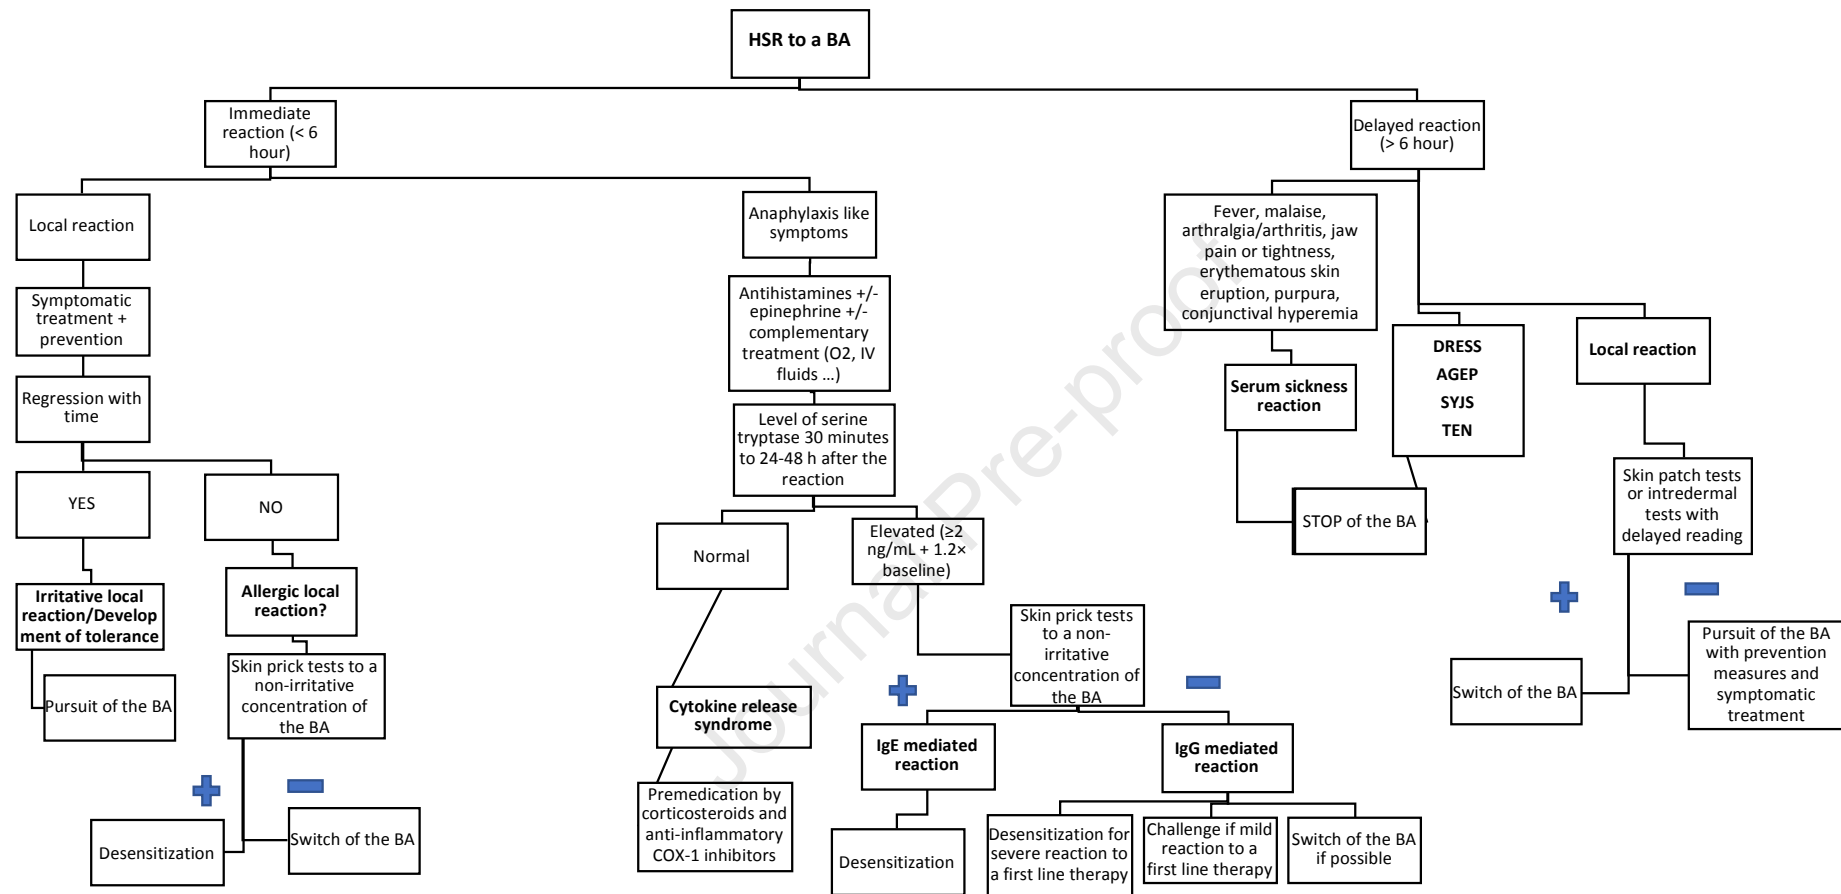 HSR to a BA
Immediate
reaction (< 6
hour)
Delayed reaction
(> 6 hour)
Local reaction
Symptomatic
treatment +
prevention
Regression with
time
YES
NO
Irritative local
reaction/Develop
ment of tolerance
Allergic local
reaction?
Pursuit of the BA
Skin prick tests to a
non-irritative
concentration of
the BA
Desensitization
Switch of the BA
Anaphylaxis like
symptoms
Antihistamines +/-
epinephrine +/-
complementary
treatment (O2, IV
fluids ...)
Level of serine
tryptase 30 minutes
to 24-48 h after the
reaction
Normal
Elevated (≥2
ng/mL + 1.2×
baseline)
Cytokine release
syndrome
Premedication by
corticosteroids and
anti-inflammatory
COX-1 inhibitors
Skin prick tests
to a non-
irritative
concentration of
the BA
IgE mediated
reaction
IgG mediated
reaction
Desensitization
Desensitization for
severe reaction to
a first line therapy
Challenge if mild
reaction to a
first line therapy
Switch of the BA
if possible
Fever, malaise,
arthralgia/arthritis, jaw
pain or tightness,
erythematous skin
eruption, purpura,
conjunctival hyperemia
Serum sickness
reaction
DRESS
AGEP
SYJS
TEN
STOP of the BA
Local reaction
Skin patch tests
or intredermal
tests with
delayed reading
Switch of the BA
Pursuit of the BA
with prevention
measures and
symptomatic
treatment
Journal Pre-proof